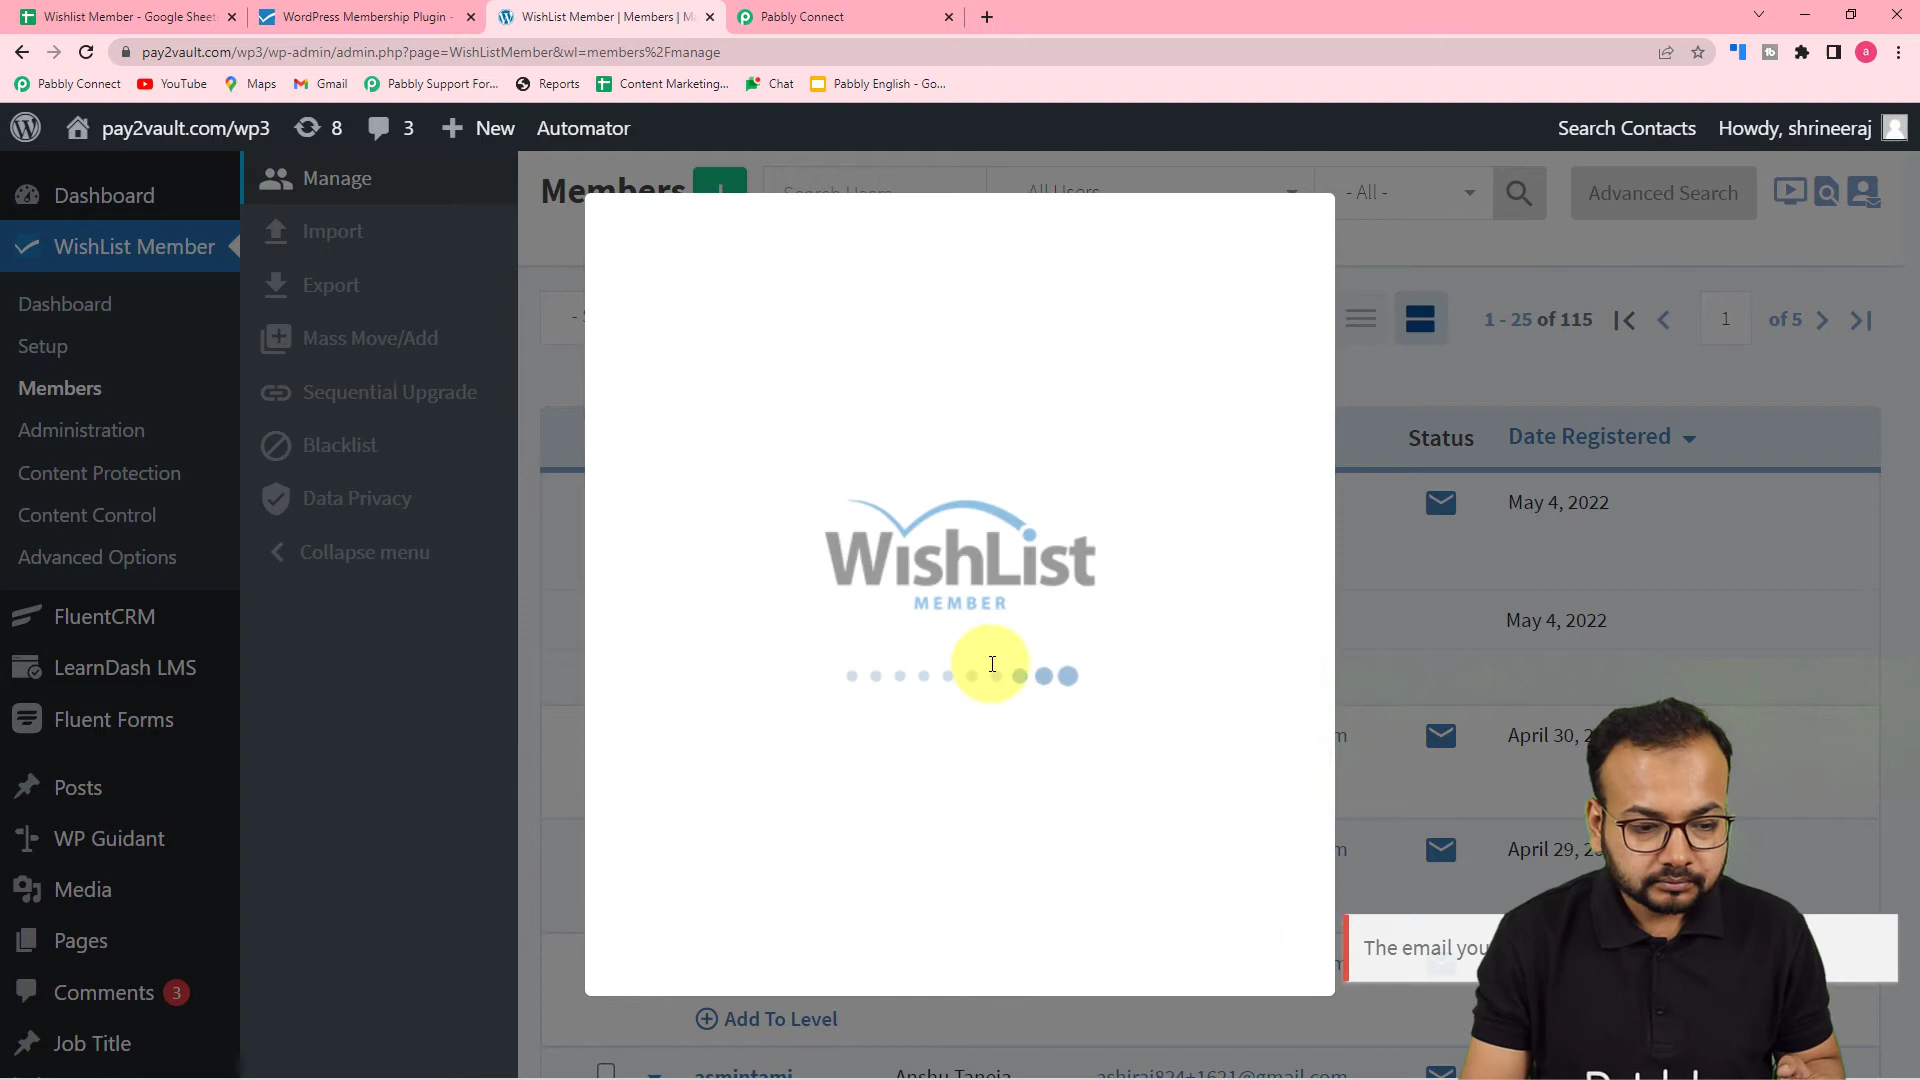 Wishlist Member - Google Sheet
WordPress Membership Plugin -
WishList Member | Members | M
Pabbly Connect
pay2vault.com/wp3/wp-admin/admin.php?page=WishListMember&wl=members%2Fmanage
a
Pabbly Connect
YouTube
Maps
Gmail
Pabbly Support For...
Reports
Content Marketing...
Chat
Pabbly English - Go...
pay2vault.com/wp3
8
3
New
Automator
Search Contacts
Howdy, shrineeraj
Dashboard
WishList Member
Dashboard
Setup
Members
Administration
Content Protection
Content Control
Advanced Options
FluentCRM
LearnDash LMS
Fluent Forms
Posts
WP Guidant
Media
Pages
Comments 3
Job Title
Manage
Import
Export
Mass Move/Add
Sequential Upgrade
Blacklist
Data Privacy
Collapse menu
Members
Search Users
All Users
- All -
Advanced Search
1 - 25 of 115
1
of 5
Status
Date Registered
May 4, 2022
May 4, 2022
April 30, 2
April 29, 2
WishList
MEMBER
The email you
Add To Level
asmintami
Anshu Taneja
ashiraj824+1621@gmail.com